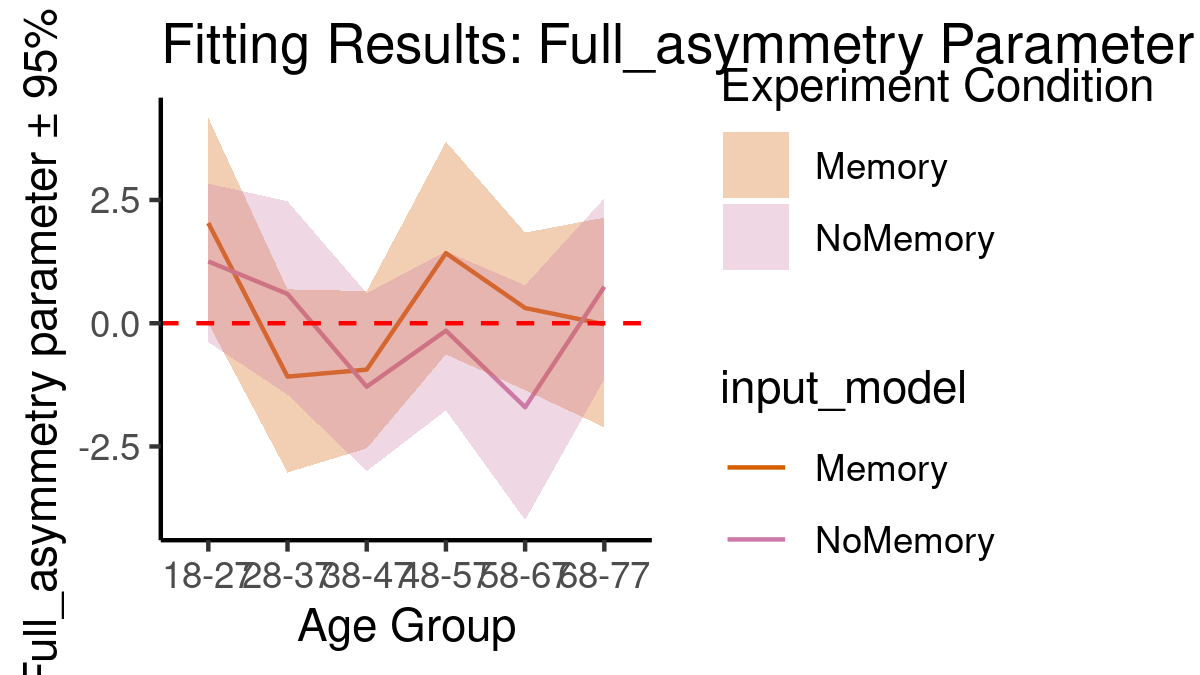 Fitting Results: Full_asymmetry Parameter
Full_asymmetry parameter ± 95%
2.5
0.0
-2.5
18-27
28-37
38-47
48-57
58-67
68-77
Age Group
Experiment Condition
Memory
NoMemory
input_model
Memory
NoMemory